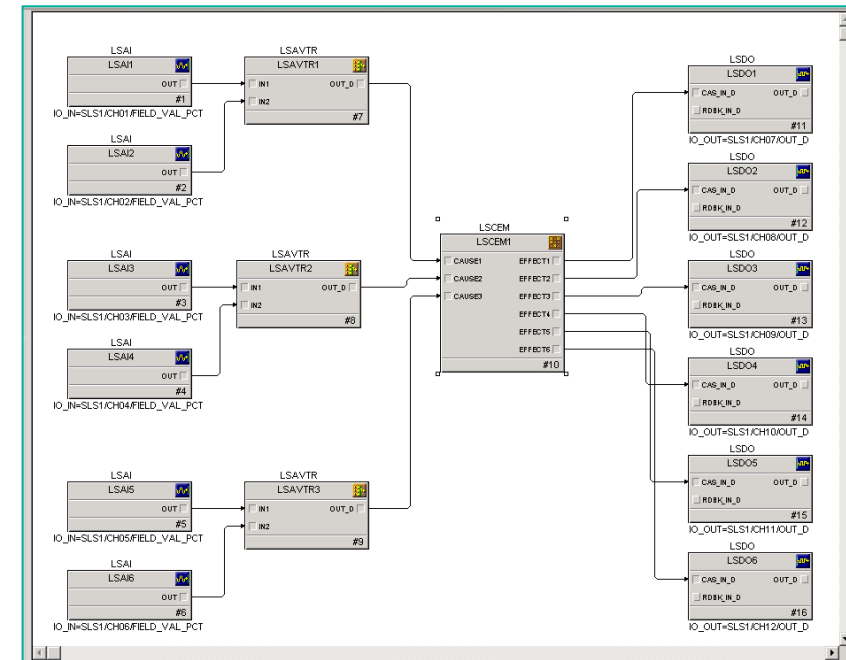 LSAI
LSAI1
OUT
#1
IO_IN=SLS1/CH01/FIELD_VAL_PCT
LSAI
LSAI2
OUT
#2
IO_IN=SLS1/CH02/FIELD_VAL_PCT
LSAVTR
LSAVTR1
IN1 OUT_D
IN2
#7
LSAI
LSAI3
OUT
#3
IO_IN=SLS1/CH03/FIELD_VAL_PCT
LSAI
LSAI4
OUT
#4
IO_IN=SLS1/CH04/FIELD_VAL_PCT
LSAVTR
LSAVTR2
IN1 OUT_D
IN2
#8
LSAI
LSAI5
OUT
#5
IO_IN=SLS1/CH05/FIELD_VAL_PCT
LSAI
LSAI6
OUT
#6
IO_IN=SLS1/CH06/FIELD_VAL_PCT
LSAVTR
LSAVTR3
IN1 OUT_D
IN2
#9
LSCEM
LSCEM1
CAUSE1 EFFECT1
CAUSE2 EFFECT2
CAUSE3 EFFECT3
EFFECT4
EFFECT5
EFFECT6
#10
LSDO
LSDO1
CAS_IN_D OUT_D
RDBK_IN_D
#11
IO_OUT=SLS1/CH07/OUT_D
LSDO
LSDO2
CAS_IN_D OUT_D
RDBK_IN_D
#12
IO_OUT=SLS1/CH08/OUT_D
LSDO
LSDO3
CAS_IN_D OUT_D
RDBK_IN_D
#13
IO_OUT=SLS1/CH09/OUT_D
LSDO
LSDO4
CAS_IN_D OUT_D
RDBK_IN_D
#14
IO_OUT=SLS1/CH10/OUT_D
LSDO
LSDO5
CAS_IN_D OUT_D
RDBK_IN_D
#15
IO_OUT=SLS1/CH11/OUT_D
LSDO
LSDO6
CAS_IN_D OUT_D
RDBK_IN_D
#16
IO_OUT=SLS1/CH12/OUT_D